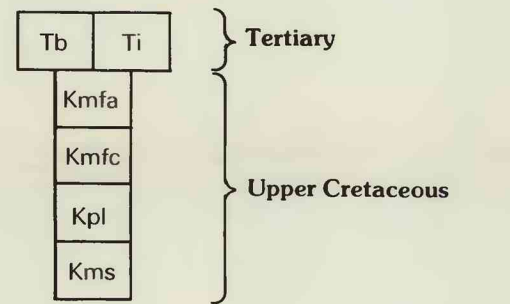 Tb Ti Tertiary
Kmfa
Kmfc
Upper Cretaceous
Kpl
Kms